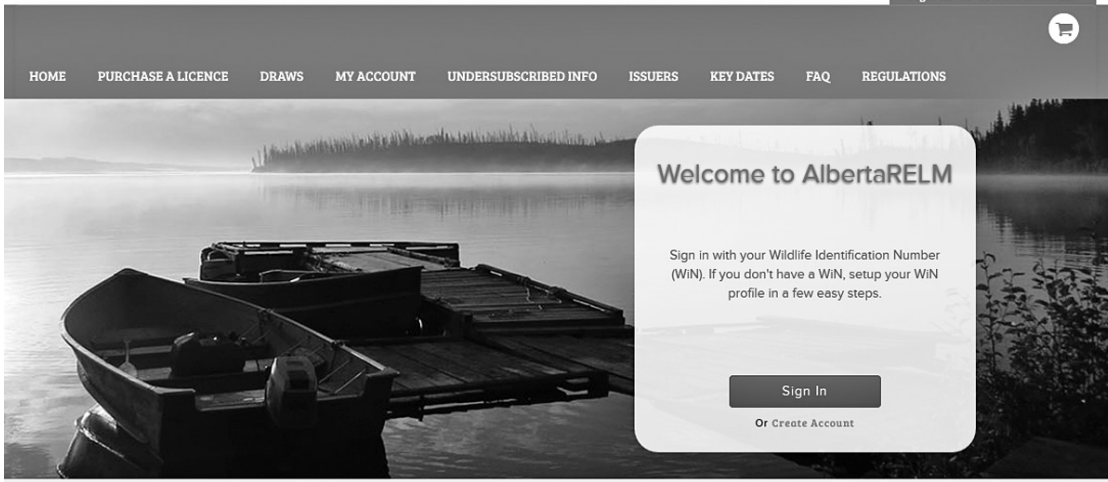 HOME PURCHASE A LICENCE DRAWS MY ACCOUNT UNDERSUBSCRIBED INFO ISSUERS KEY DATES FAQ REGULATIONS
Welcome to AlbertaRELM
Sign in with your Wildlife Identification Number
(WiN). If you don't have a WiN, setup your WiN
profile in a few easy steps.
Sign In
Or Create Account